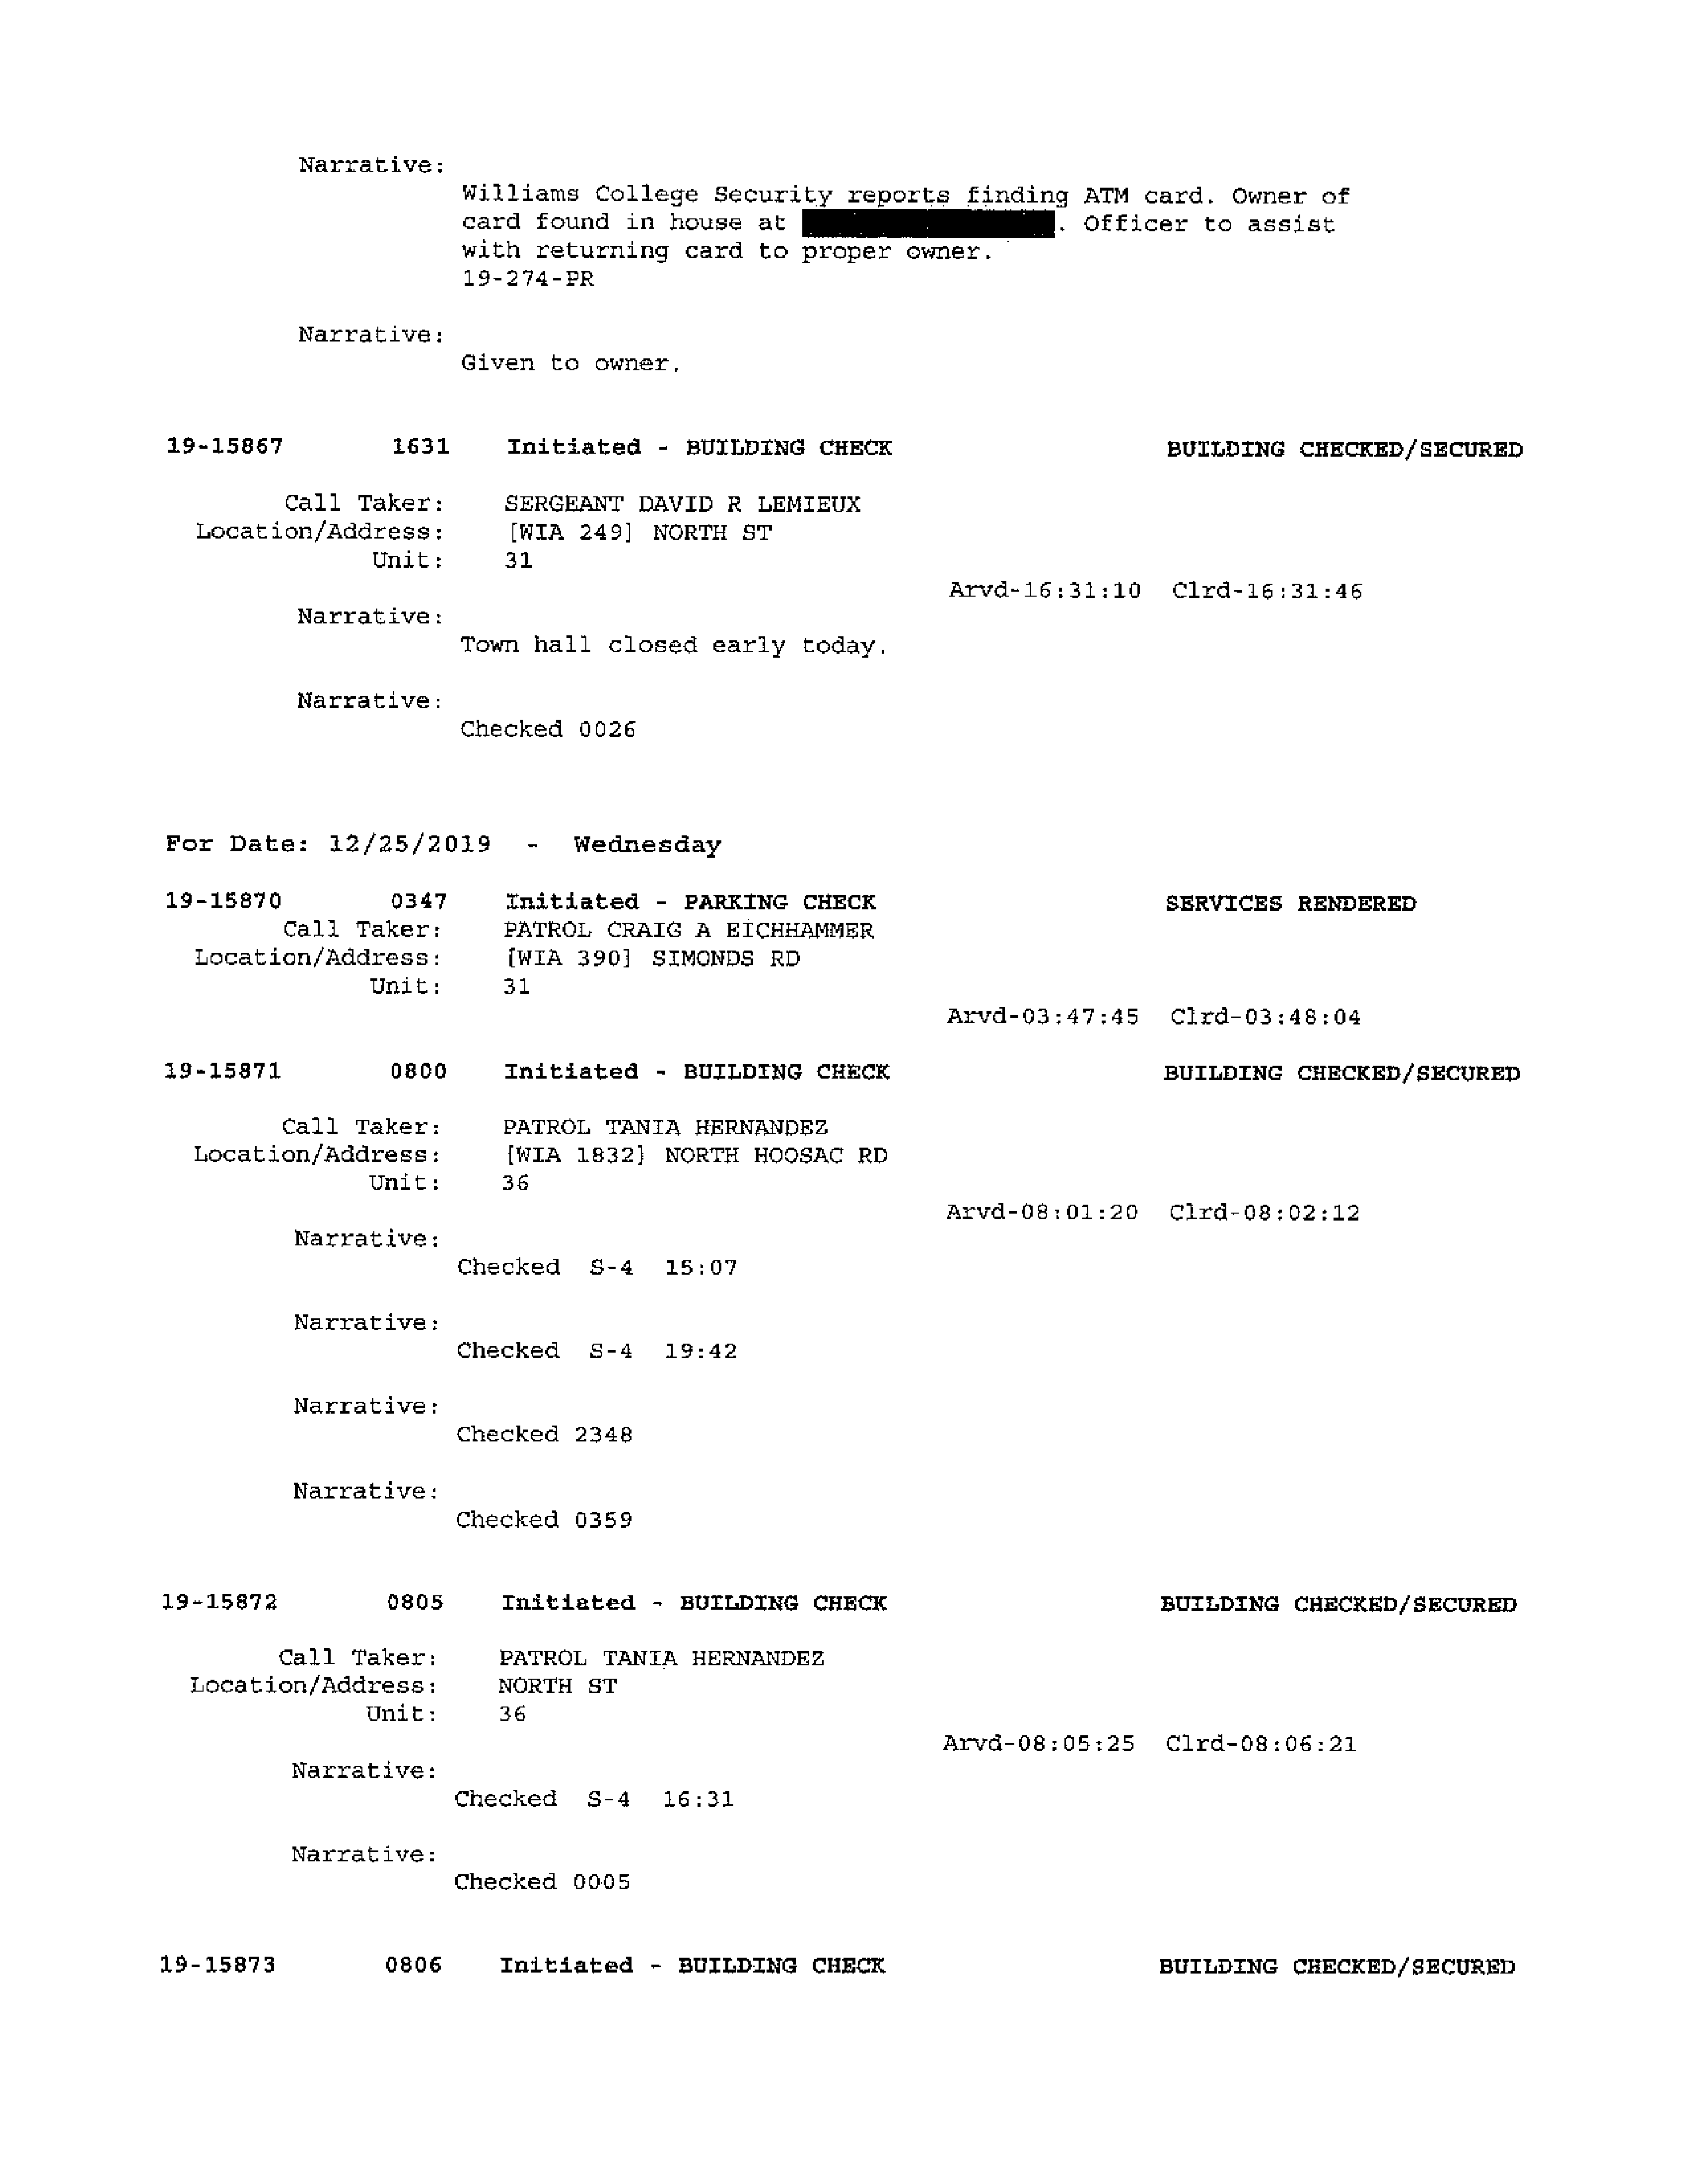 Narrative:
Williams College Security reports finding ATM card. Owner of
card found in house at . Officer to assist
with returning card to proper owner.
19-274-PR
Narrative:
Given to owner.
19-15867 1631 Initiated - BUILDING CHECK BUILDING CHECKED/SECURED
Call Taker: SERGEANT DAVID R LEMIEUX
Location/Address: [WIA 249] NORTH ST
Unit: 31
Arvd-16:31:10 Clrd-16:31:46
Narrative:
Town hall closed early today.
Narrative:
Checked 0026
For Date: 12/25/2019 - Wednesday
19-15870 0347 Initiated - PARKING CHECK SERVICES RENDERED
Call Taker: PATROL CRAIG A EICHHAMMER
Location/Address: [WIA 390] SIMONDS RD
Unit: 31
Arvd-03:47:45 Clrd-03:48:04
19-15871 0800 Initiated - BUILDING CHECK BUILDING CHECKED/SECURED
Call Taker: PATROL TANIA HERNANDEZ
Location/Address: [WIA 1832] NORTH HOOSAC RD
Unit: 36
Arvd-08:01:20 Clrd-08:02:12
Narrative:
Checked S-4 15:07
Narrative:
Checked S-4 19:42
Narrative:
Checked 2348
Narrative:
Checked 0359
19-15872 0805 Initiated - BUILDING CHECK BUILDING CHECKED/SECURED
Call Taker: PATROL TANIA HERNANDEZ
Location/Address: NORTH ST
Unit: 36
Arvd-08:05:25 Clrd-08:06:21
Narrative:
Checked S-4 16:31
Narrative:
Checked 0005
19-15873 0806 Initiated - BUILDING CHECK BUILDING CHECKED/SECURED